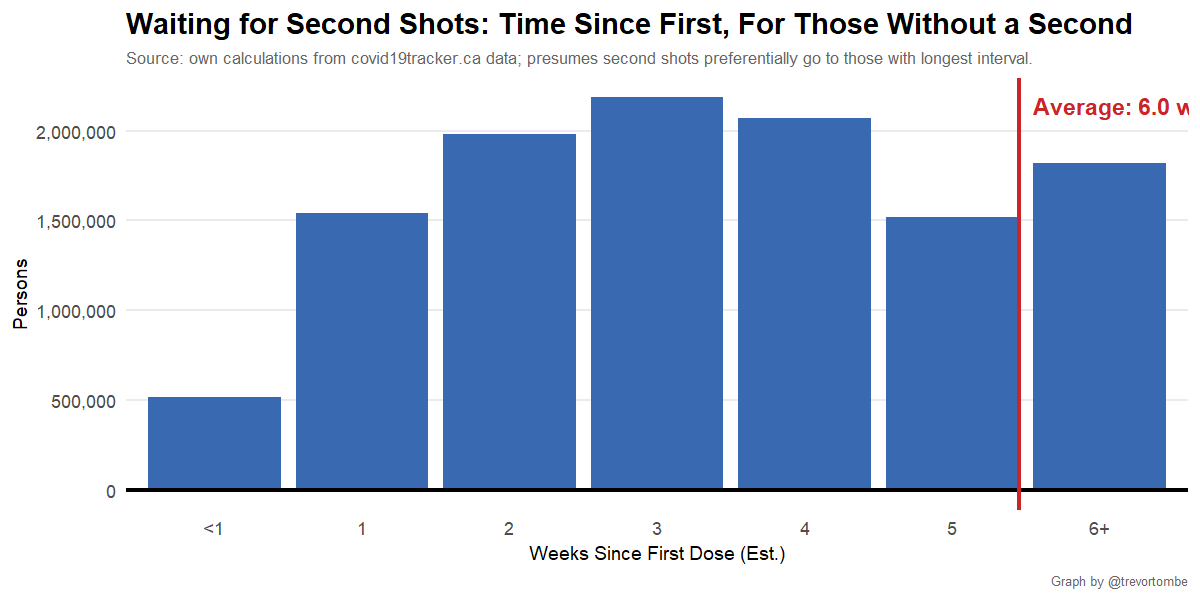 Waiting for Second Shots: Time Since First, For Those Without a Second
Source: own calculations from covid19tracker.ca data; presumes second shots preferentially go to those with longest interval.
Average: 6.0 w
2,000,000
1,500,000
1,000,000
500,000
0
Persons
<1 1 2 3 4 5 6+
Weeks Since First Dose (Est.)
Graph by @trevortombe